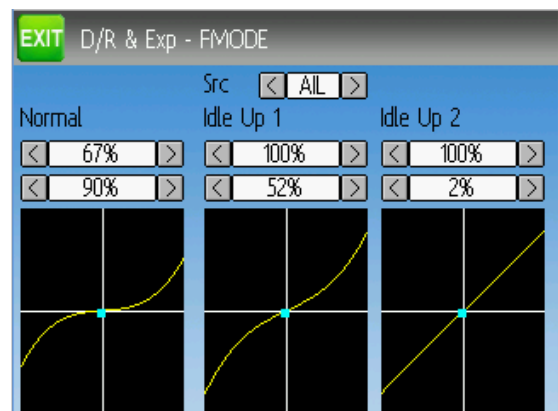 EXIT D/R & Exp - FMODE
Src < AIL >
Normal Idle Up 1 Idle Up 2
< 67% > < 100% > < 100% >
< 90% > < 52% > < 2% >